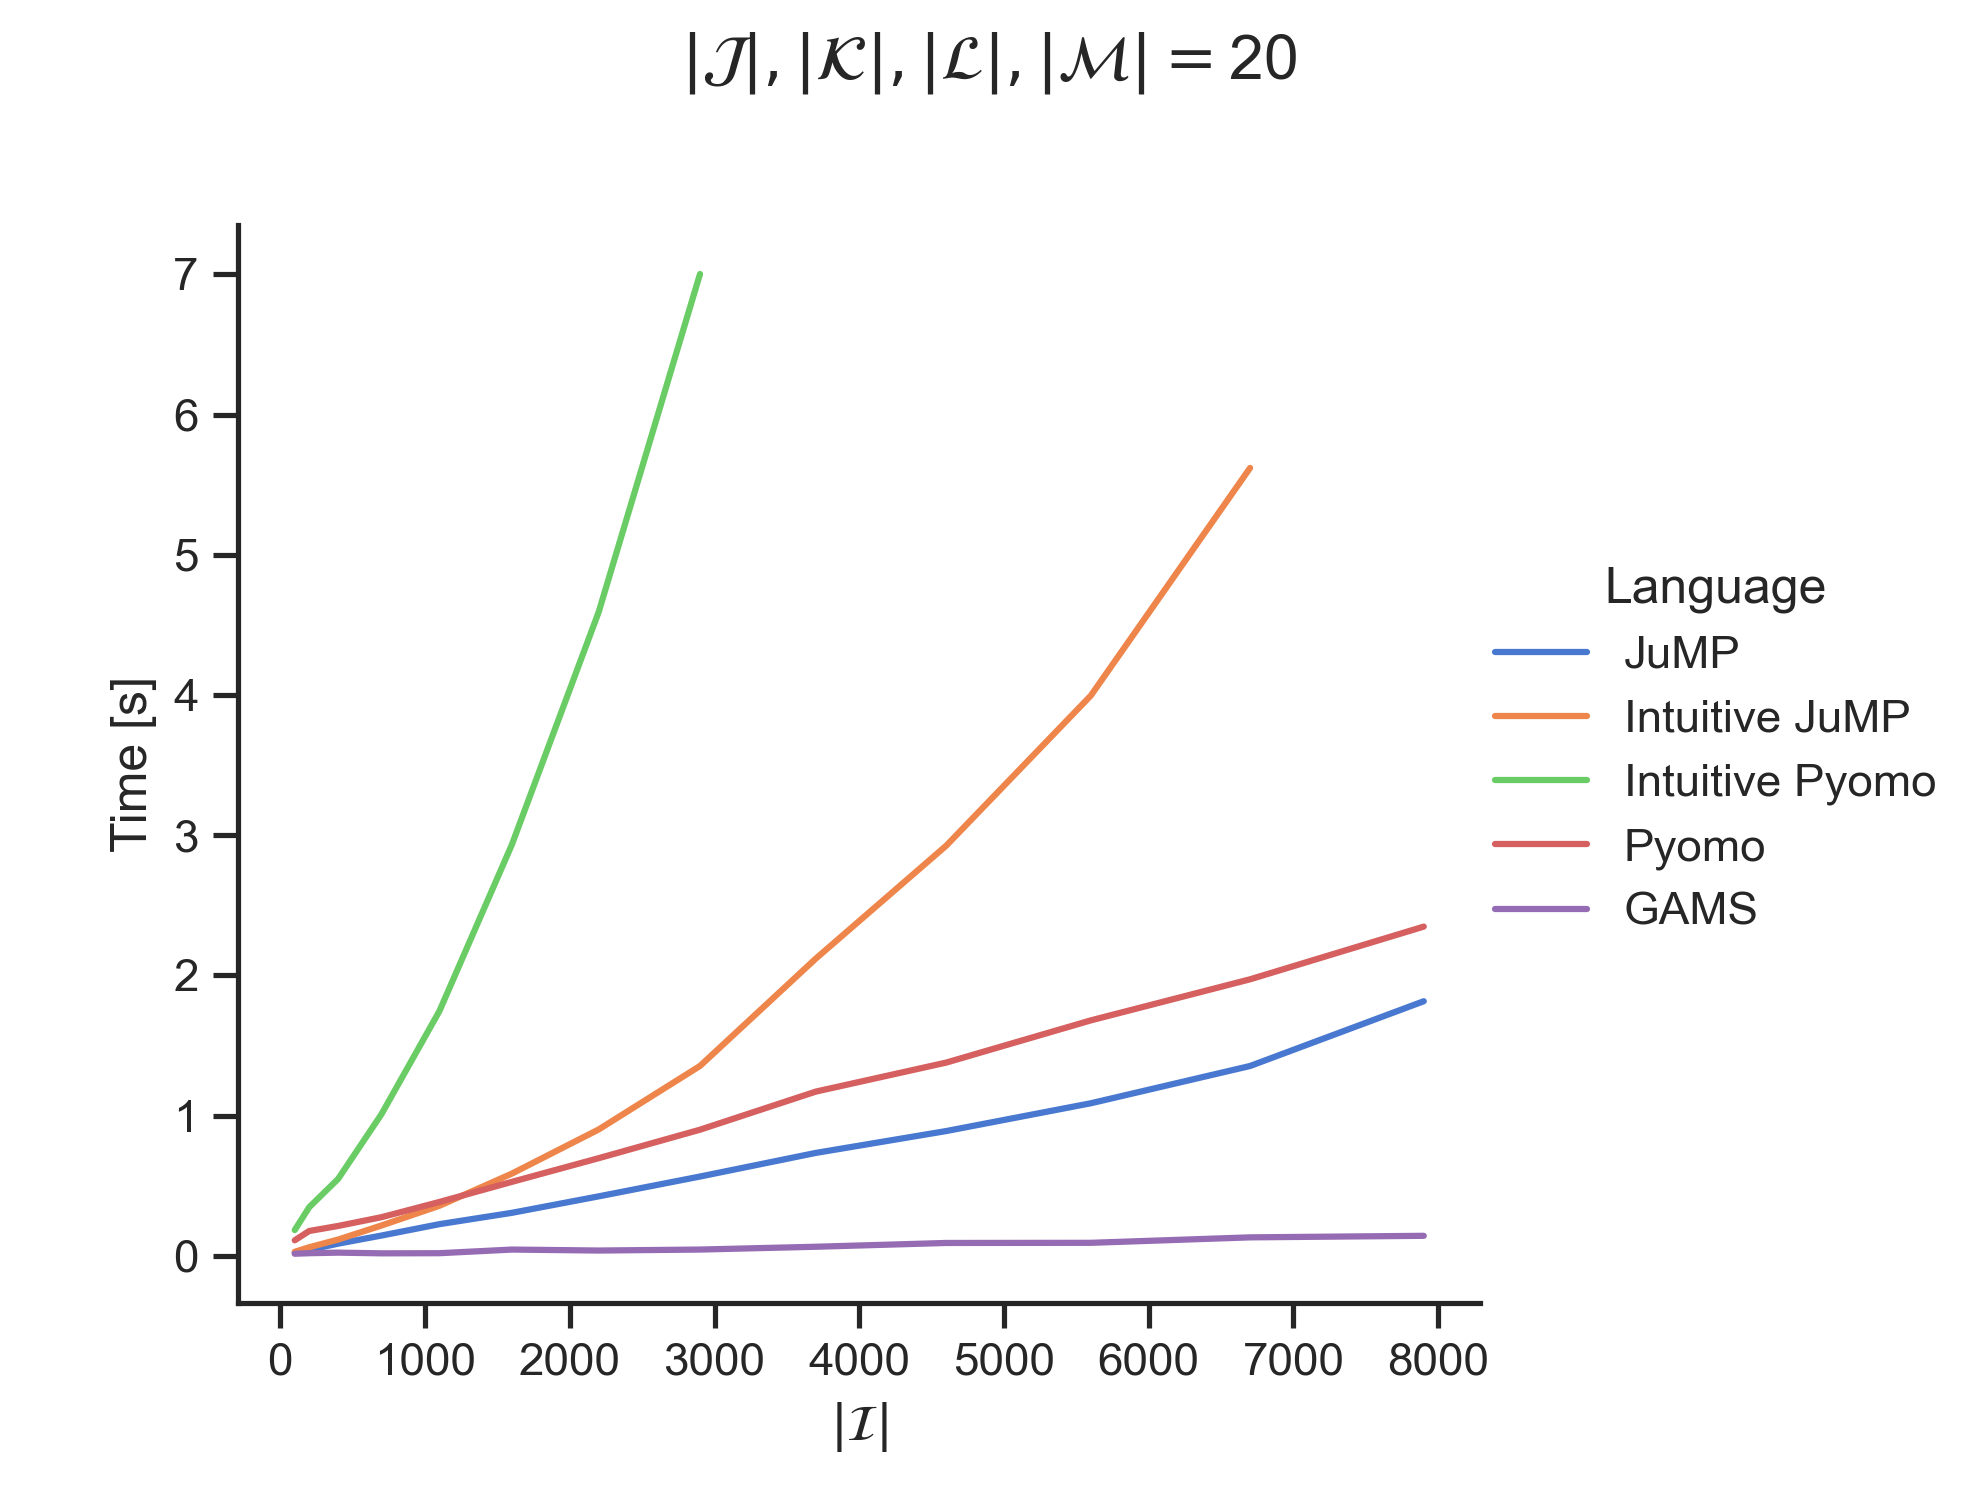 |𝒥|, |𝒦|, |ℒ|, |ℳ| = 20
7
6
5
4
3
2
1
0
Time [s]
0 1000 2000 3000 4000 5000 6000 7000 8000
|ℐ|
Language
JuMP
Intuitive JuMP
Intuitive Pyomo
Pyomo
GAMS